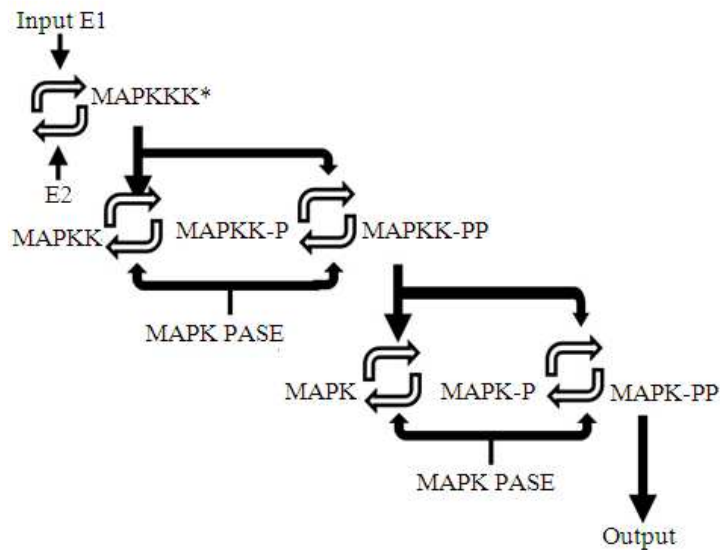 Input E1
MAPKKK*
E2
MAPKK MAPKK-P MAPKK-PP
MAPK PASE
MAPK MAPK-P MAPK-PP
MAPK PASE
Output